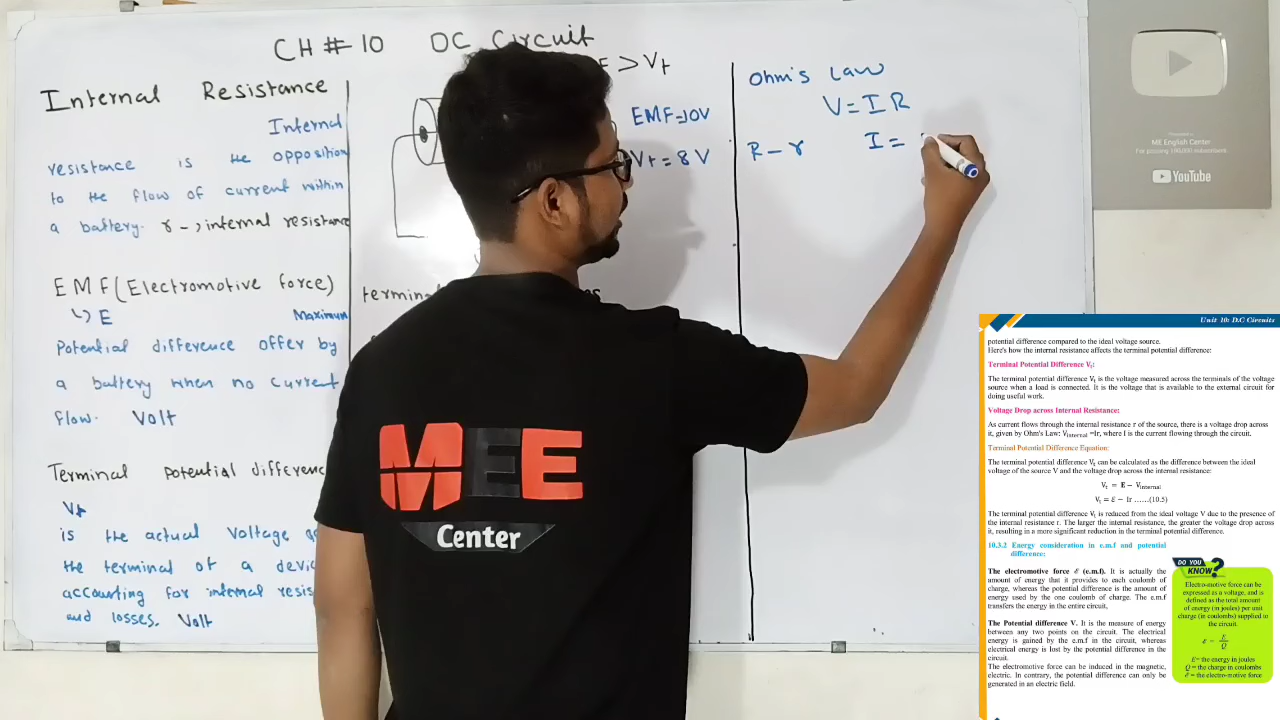 CH # 10 DC Circuit
Internal Resistance
Internal
resistance is the opposition
to the flow of current within
a battery. r -> internal resistance
EMF (Electromotive force)
↳ E Maximum
Potential difference offer by
a battery when no current
flow. Volt
Terminal potential differenc
Vt
is the actual Voltage
the terminal of a devi
accounting for internal resis
and losses. Volt
> Vt
EMF=10V
Vt = 8 V
termin
Ohm's Law
V = I R
R - r I =
MEE
Center
ME English Center
YouTube
Unit 10: D.C Circuits
potential difference compared to the ideal voltage source.
Here's how the internal resistance affects the terminal potential difference:
Terminal Potential Difference Vt:
The terminal potential difference Vt is the voltage measured across the terminals of the voltage
source when a load is connected. It is the voltage that is available to the external circuit for
doing useful work.
Voltage Drop across Internal Resistance:
As current flows through the internal resistance r of the source, there is a voltage drop across
it, given by Ohm's Law: Vinternal =Ir, where I is the current flowing through the circuit.
Terminal Potential Difference Equation:
The terminal potential difference Vt can be calculated as the difference between the ideal
voltage of the source V and the voltage drop across the internal resistance:
Vt = E − Vinternal
Vt = ℰ − Ir ......(10.5)
The terminal potential difference Vt is reduced from the ideal voltage V due to the presence of
the internal resistance r. The larger the internal resistance, the greater the voltage drop across
it, resulting in a more significant reduction in the terminal potential difference.
10.3.2 Energy consideration in e.m.f and potential
difference:
The electromotive force ℰ (e.m.f). It is actually the
amount of energy that it provides to each coulomb of
charge, whereas the potential difference is the amount of
energy used by the one coulomb of charge. The e.m.f
transfers the energy in the entire circuit,
The Potential difference V. It is the measure of energy
between any two points on the circuit. The electrical
energy is gained by the e.m.f in the circuit, whereas
electrical energy is lost by the potential difference in the
circuit.
The electromotive force can be induced in the magnetic,
electric. In contrary, the potential difference can only be
generated in an electric field.
DO YOU
KNOW?
Electro-motive force can be
expressed as a voltage, and is
defined as the total amount
of energy (in joules) per unit
charge (in coulombs) supplied to
the circuit.
ℰ = E/Q
E= the energy in joules
Q = the charge in coulombs
ℰ = the electro-motive force